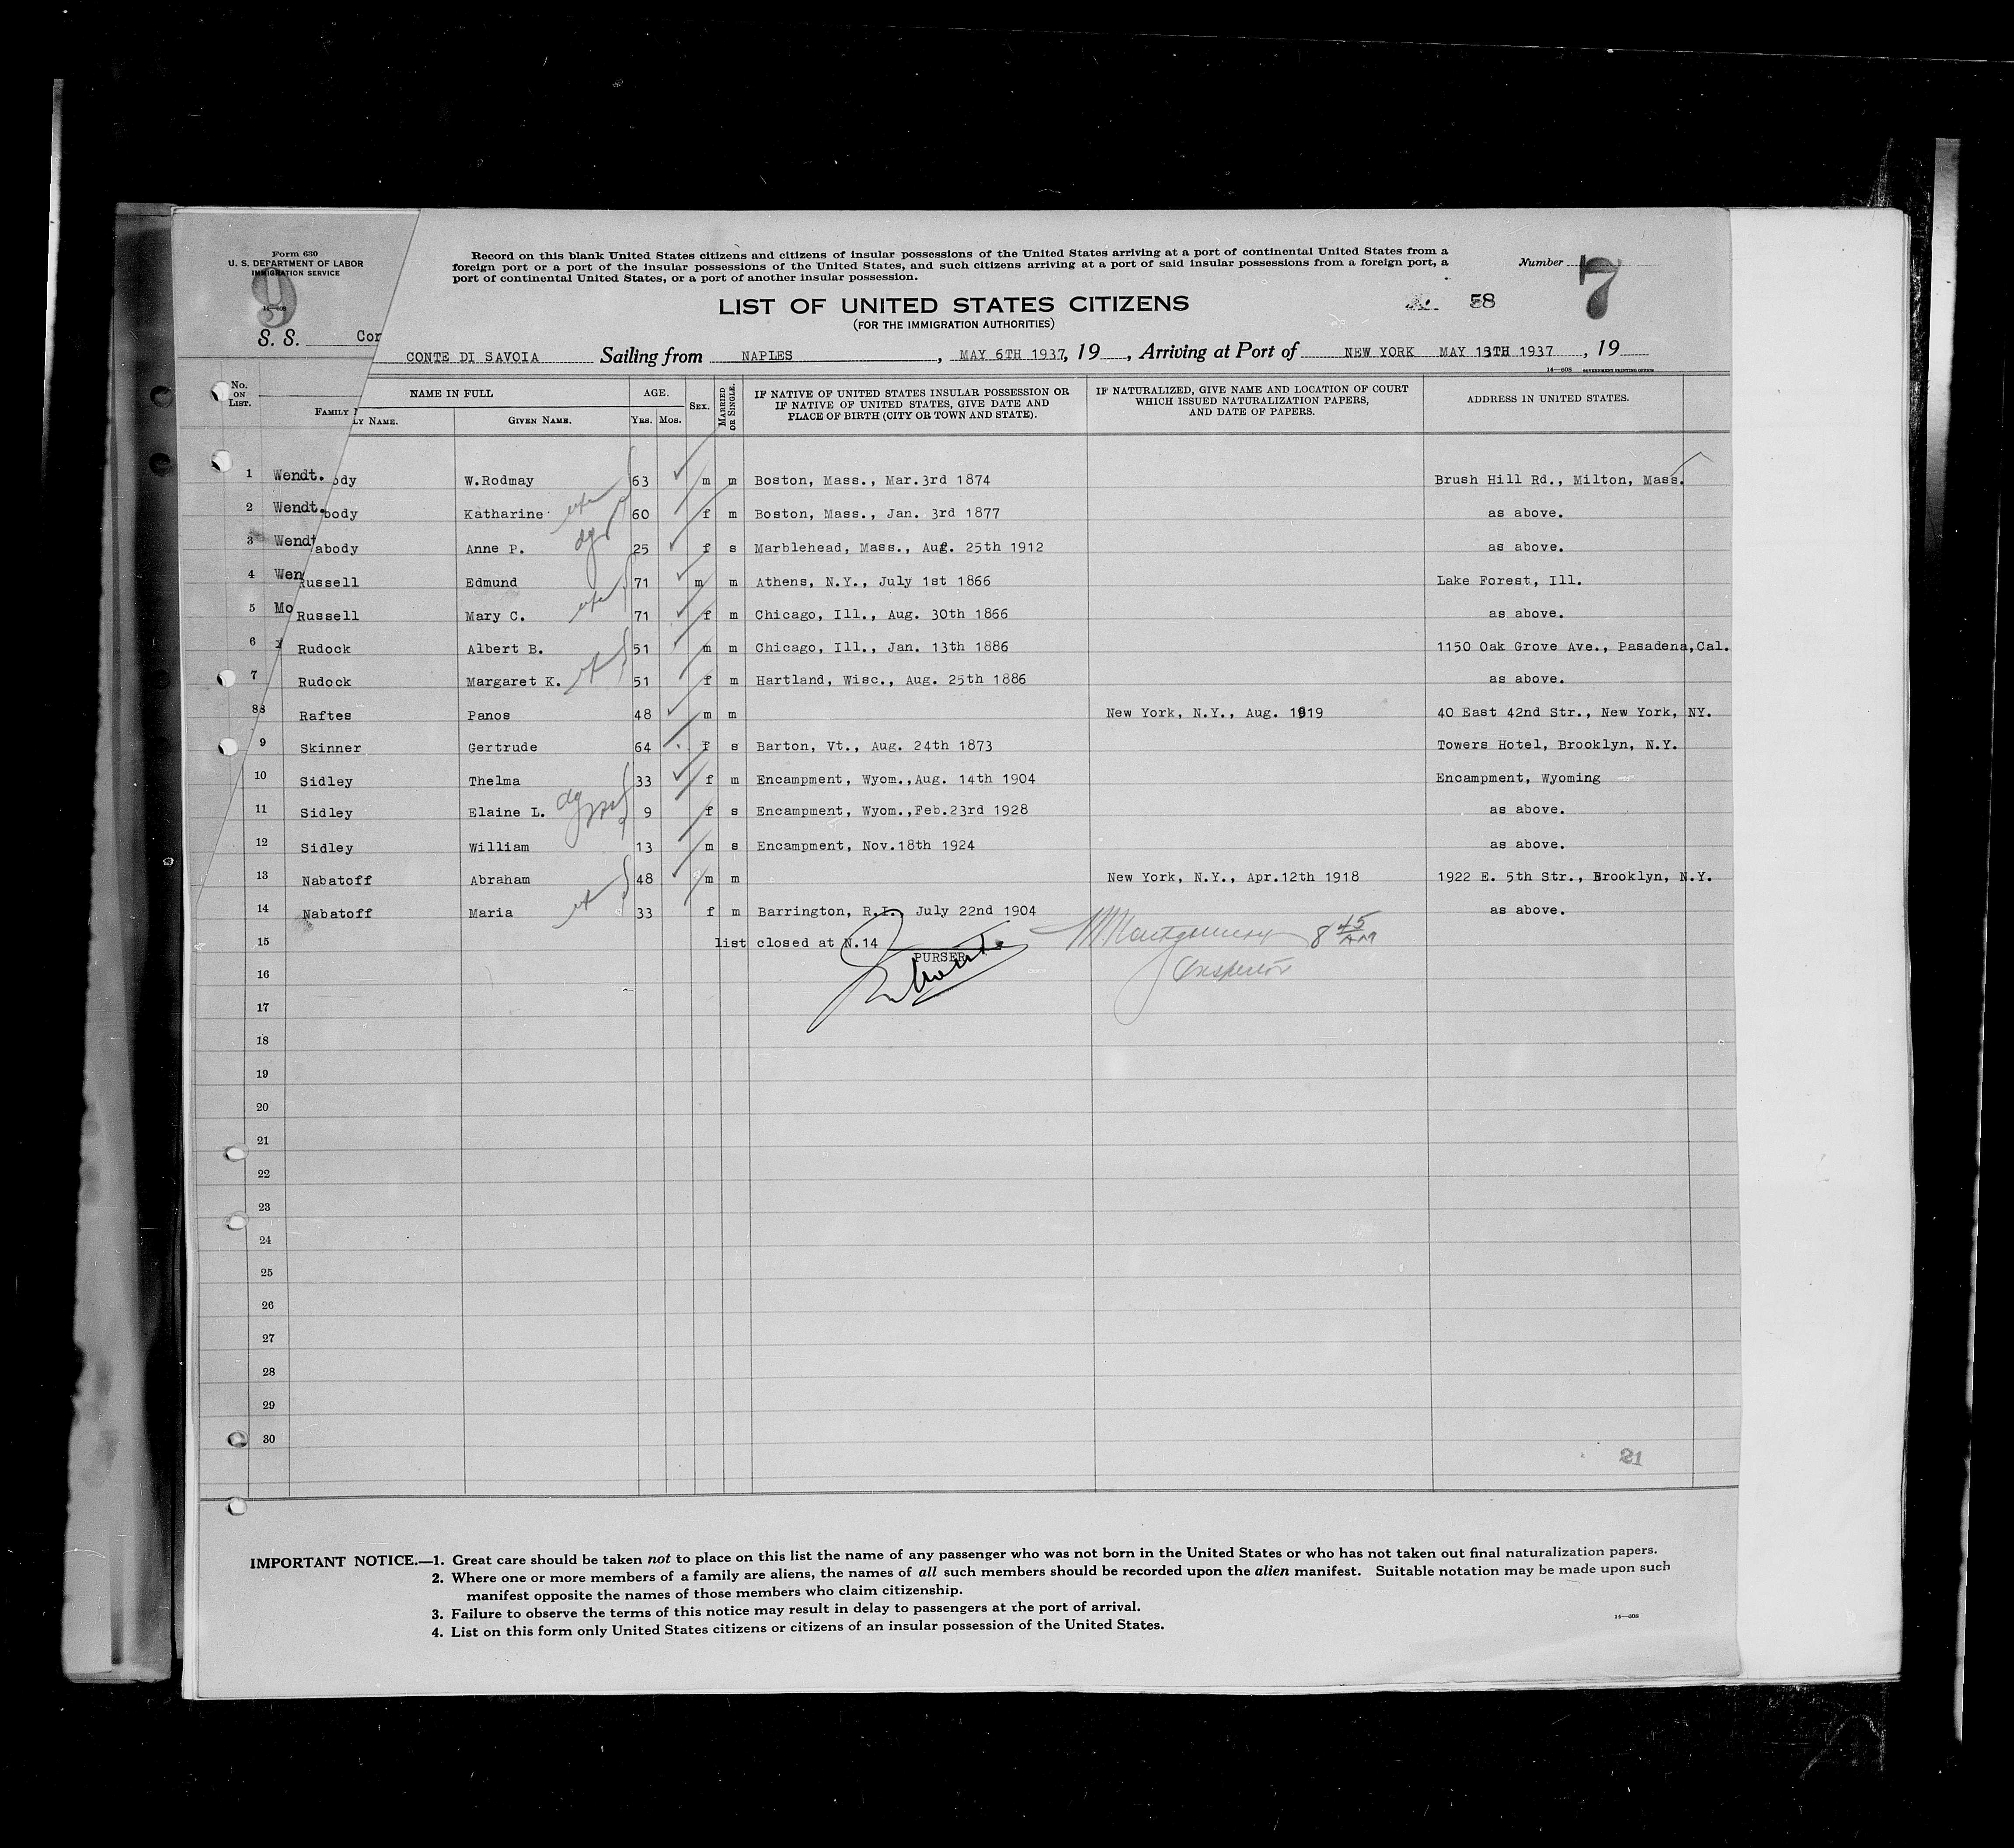 Form 630
U. S. DEPARTMENT OF LABOR
IMMIGRATION SERVICE
9
S. S. Cor
Record on this blank United States citizens and citizens of insular possessions of the United States arriving at a port of continental United States from a
foreign port or a port of the insular possessions of the United States, and such citizens arriving at a port of said insular possessions from a foreign port, a
port of continental United States, or a port of another insular possession.
Number 7
LIST OF UNITED STATES CITIZENS
58
(FOR THE IMMIGRATION AUTHORITIES)
CONTE DI SAVOIA Sailing from NAPLES, MAY 6TH 1937, 19, Arriving at Port of NEW YORK MAY 13TH 1937, 19
14—608 GOVERNMENT PRINTING OFFICE
No. ON LIST. NAME IN FULL AGE. SEX. MARRIED OR SINGLE. IF NATIVE OF UNITED STATES INSULAR POSSESSION OR IF NATIVE OF UNITED STATES, GIVE DATE AND PLACE OF BIRTH (CITY OR TOWN AND STATE). IF NATURALIZED, GIVE NAME AND LOCATION OF COURT WHICH ISSUED NATURALIZATION PAPERS, AND DATE OF PAPERS. ADDRESS IN UNITED STATES.
FAMILY N LY NAME. GIVEN NAME. YRS. MOS.
1 Wendt. ody W.Rodmay 63 m m Boston, Mass., Mar.3rd 1874 Brush Hill Rd., Milton, Mass.
2 Wendt. body Katharine 60 f m Boston, Mass., Jan. 3rd 1877 as above.
3 Wendt abody Anne P. 25 f s Marblehead, Mass., Aug. 25th 1912 as above.
4 Wen Russell Edmund 71 m m Athens, N.Y., July 1st 1866 Lake Forest, Ill.
5 Mo Russell Mary C. 71 f m Chicago, Ill., Aug. 30th 1866 as above.
6 Rudock Albert B. 51 m m Chicago, Ill., Jan. 13th 1886 1150 Oak Grove Ave., Pasadena,Cal.
7 Rudock Margaret K. 51 f m Hartland, Wisc., Aug. 25th 1886 as above.
8 8 Raftes Panos 48 m m New York, N.Y., Aug. 1919 40 East 42nd Str., New York, NY.
9 Skinner Gertrude 64 f s Barton, Vt., Aug. 24th 1873 Towers Hotel, Brooklyn, N.Y.
10 Sidley Thelma 33 f m Encampment, Wyom.,Aug. 14th 1904 Encampment, Wyoming
11 Sidley Elaine L. 9 f s Encampment, Wyom.,Feb.23rd 1928 as above.
12 Sidley William 13 m s Encampment, Nov.18th 1924 as above.
13 Nabatoff Abraham 48 m m New York, N.Y., Apr.12th 1918 1922 E. 5th Str., Brooklyn, N.Y.
14 Nabatoff Maria 33 f m Barrington, R.I., July 22nd 1904 as above.
15 list closed at N.14 Montgomery 8 45 AM
PURSER
16 Inspector
17
18
19
20
21
22
23
24
25
26
27
28
29
30
21
IMPORTANT NOTICE.—1. Great care should be taken not to place on this list the name of any passenger who was not born in the United States or who has not taken out final naturalization papers.
2. Where one or more members of a family are aliens, the names of all such members should be recorded upon the alien manifest. Suitable notation may be made upon such
manifest opposite the names of those members who claim citizenship.
3. Failure to observe the terms of this notice may result in delay to passengers at the port of arrival.
4. List on this form only United States citizens or citizens of an insular possession of the United States.
14—608